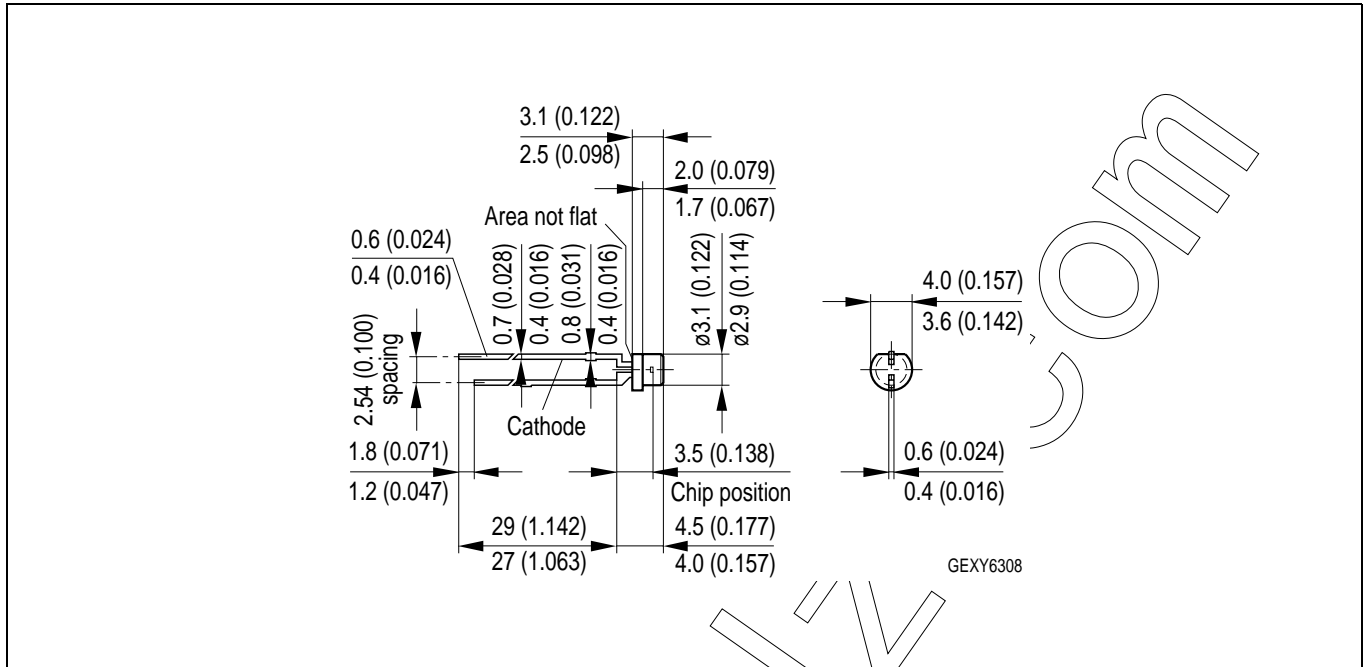 3.1 (0.122)
2.5 (0.098)
2.0 (0.079)
1.7 (0.067)
Area not flat
0.6 (0.024)
0.4 (0.016)
0.7 (0.028)
0.4 (0.016)
0.8 (0.031)
0.4 (0.016)
ø3.1 (0.122)
ø2.9 (0.114)
4.0 (0.157)
3.6 (0.142)
2.54 (0.100)
spacing
Cathode
1.8 (0.071)
1.2 (0.047)
3.5 (0.138)
Chip position
0.6 (0.024)
0.4 (0.016)
29 (1.142)
27 (1.063)
4.5 (0.177)
4.0 (0.157)
GEXY6308
com